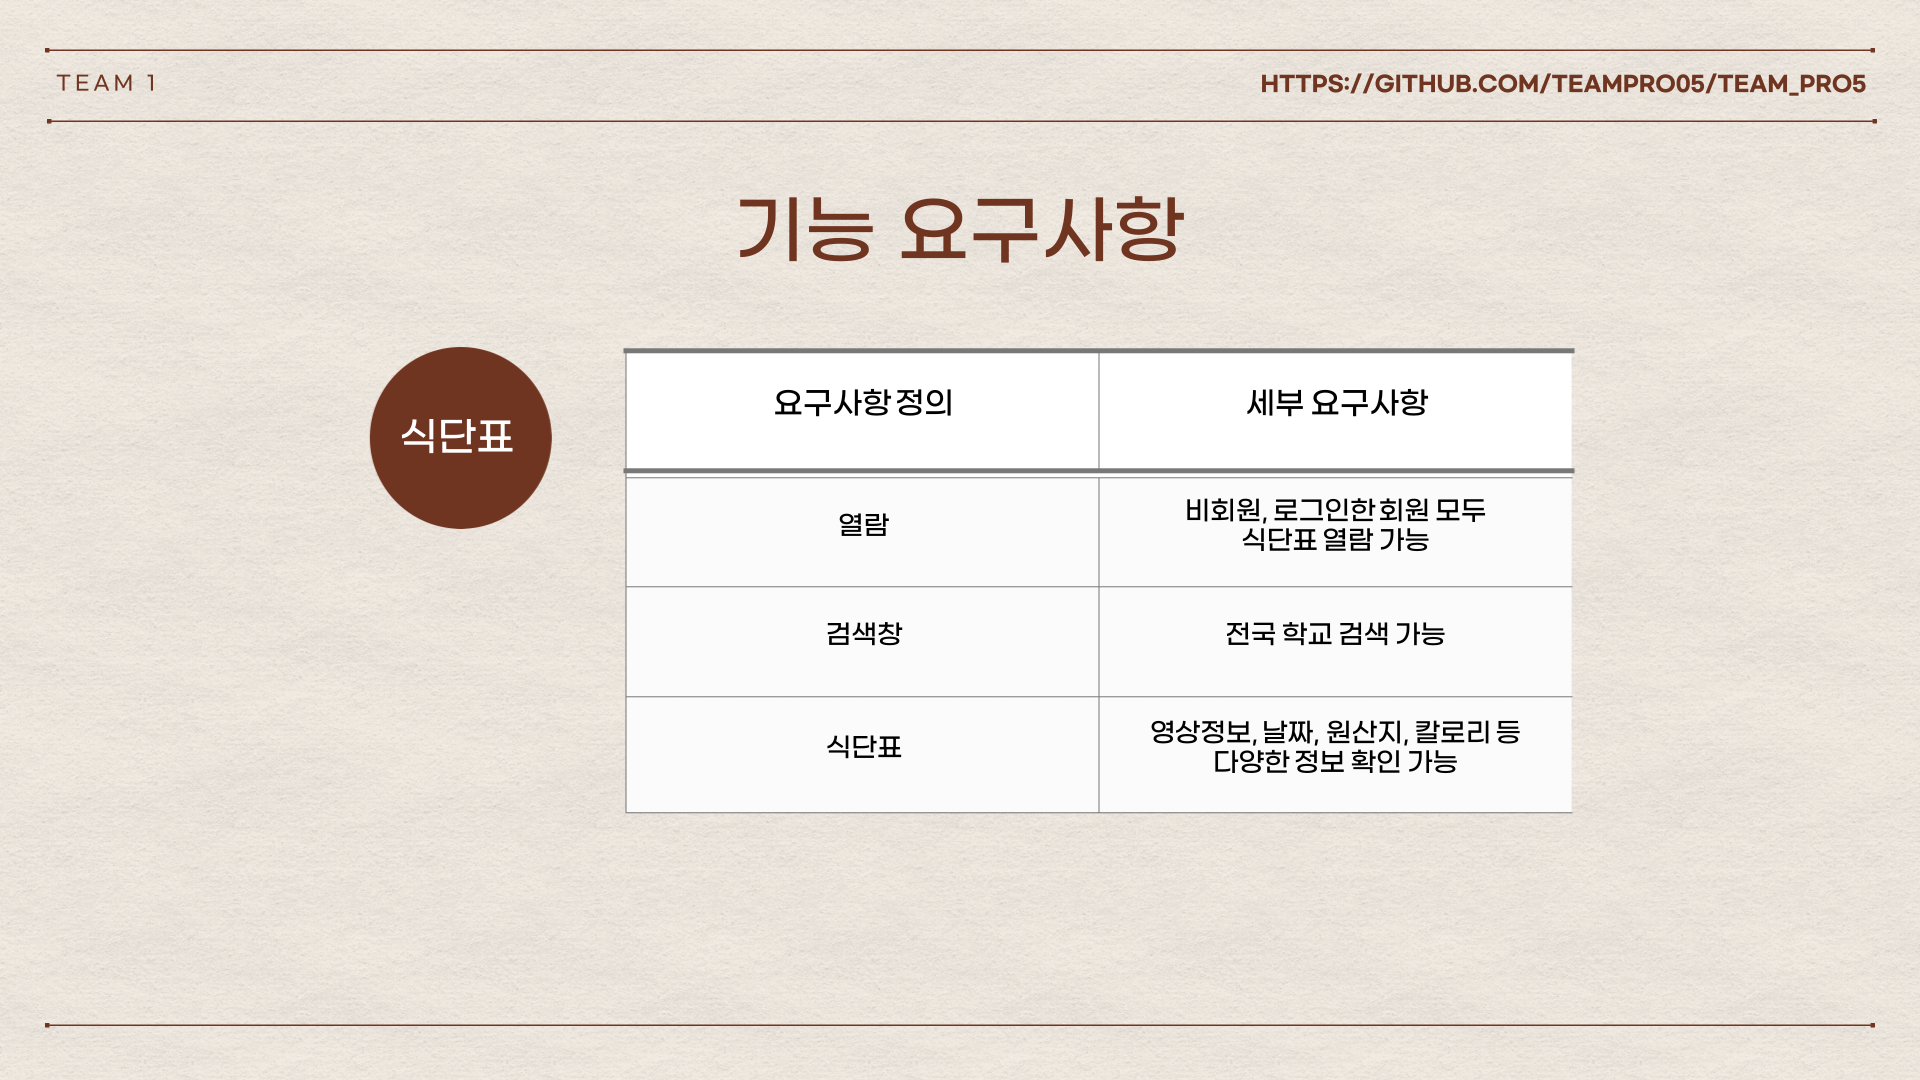 TEAM 1
HTTPS://GITHUB.COM/TEAMPRO05/TEAM_PRO5
기능 요구사항
식단표
요구사항 정의
세부 요구사항
열람
비회원, 로그인한 회원 모두
식단표 열람 가능
검색창
전국 학교 검색 가능
식단표
영상정보, 날짜, 원산지, 칼로리 등
다양한 정보 확인 가능